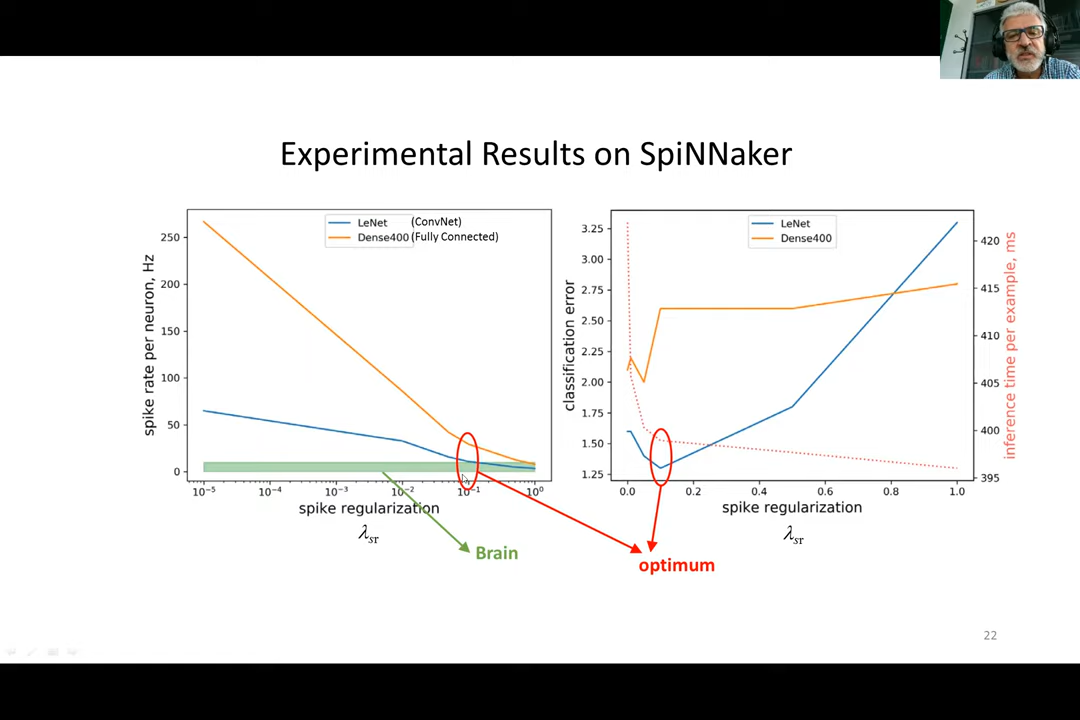 Experimental Results on SpiNNaker
LeNet (ConvNet)
Dense400 (Fully Connected)
spike rate per neuron, Hz
250
200
150
100
50
0
10⁻⁵ 10⁻⁴ 10⁻³ 10⁻² 10⁻¹ 10⁰
spike regularization
λsr
Brain
LeNet
Dense400
classification error
3.25
3.00
2.75
2.50
2.25
2.00
1.75
1.50
1.25
0.0 0.2 0.4 0.6 0.8 1.0
spike regularization
λsr
420
415
410
405
400
395
inference time per example, ms
optimum
22